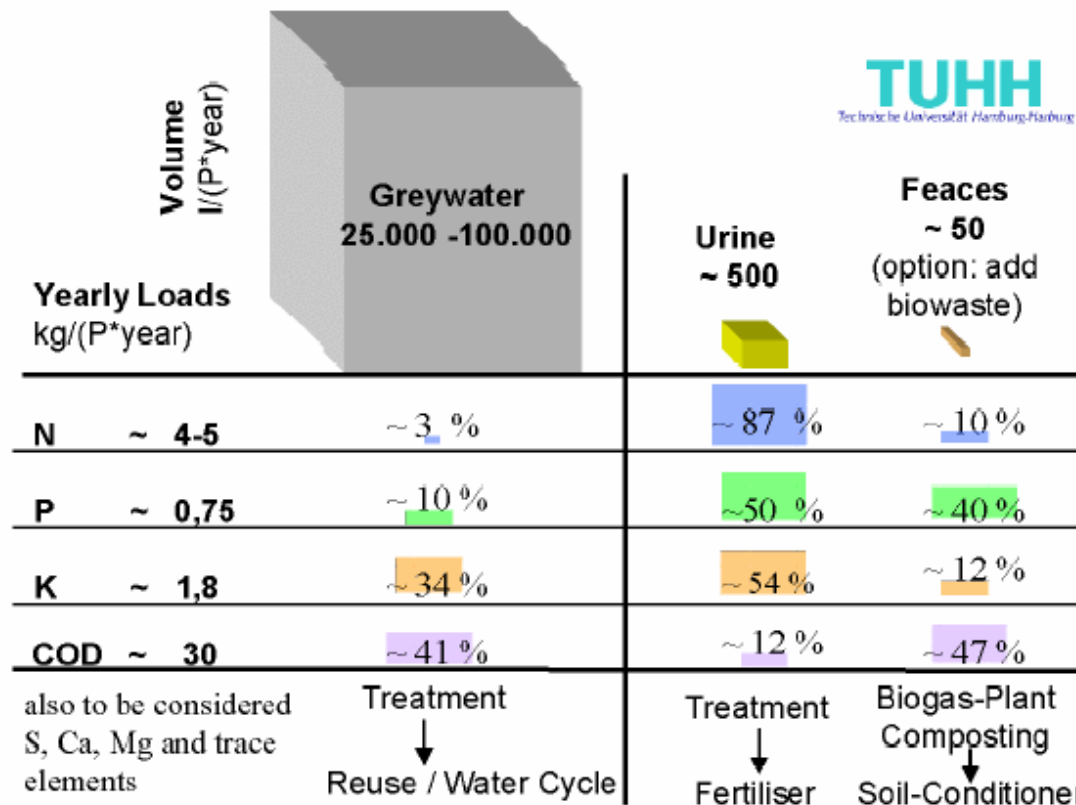 TUHH
Technische Universität Hamburg-Harburg
Volume
l/(P*year)
Greywater
25.000 -100.000
Urine
~ 500
Feaces
~ 50
(option: add
biowaste)
Yearly Loads
kg/(P*year)
N ~ 4-5 ~ 3 % ~ 87 % ~ 10 %
P ~ 0,75 ~ 10 % ~50 % ~ 40 %
K ~ 1,8 ~ 34 % ~ 54 % ~ 12 %
COD ~ 30 ~ 41 % ~ 12 % ~ 47 %
also to be considered
S, Ca, Mg and trace
elements
Treatment
Reuse / Water Cycle
Treatment
Fertiliser
Biogas-Plant
Composting
Soil-Conditioner